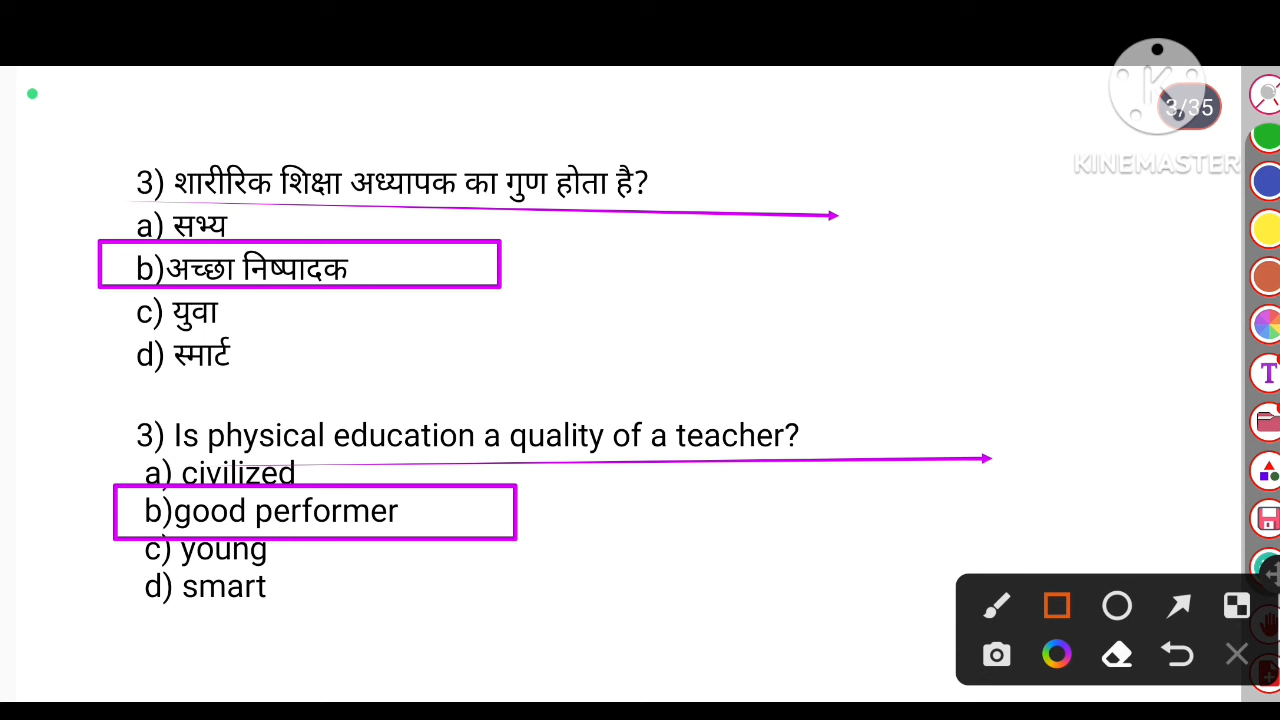 3/35
KINEMASTER
3) शारीरिक शिक्षा अध्यापक का गुण होता है?
a) सभ्य
b)अच्छा निष्पादक
c) युवा
d) स्मार्ट
3) Is physical education a quality of a teacher?
a) civilized
b)good performer
c) young
d) smart
T